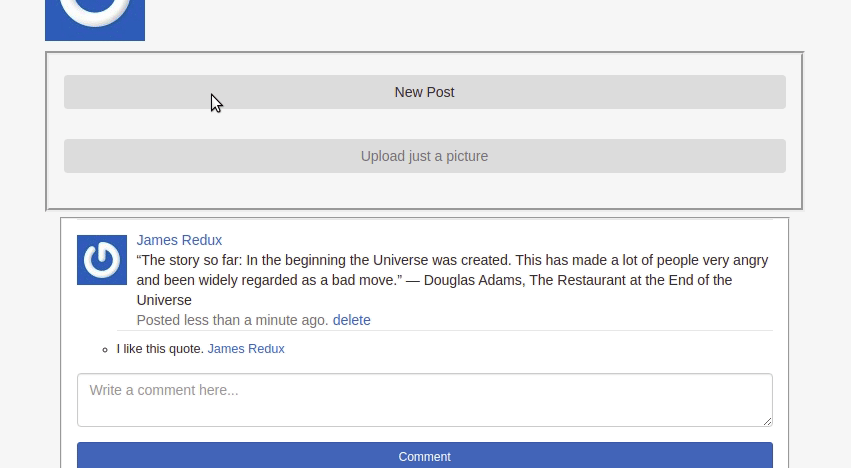 New Post
Upload just a picture
James Redux
“The story so far: In the beginning the Universe was created. This has made a lot of people very angry
and been widely regarded as a bad move.” — Douglas Adams, The Restaurant at the End of the
Universe
Posted less than a minute ago. delete
I like this quote. James Redux
Write a comment here...
Comment